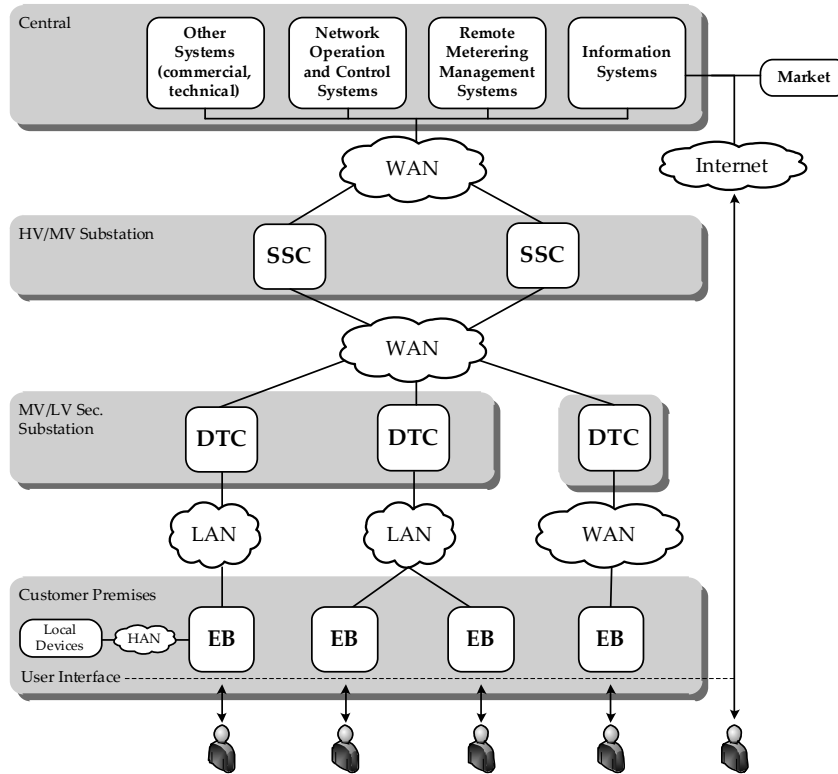 Central
Other
Systems
(commercial,
technical)
Network
Operation
and Control
Systems
Remote
Meterering
Management
Systems
Information
Systems
Market
WAN
Internet
HV/MV Substation
SSC
SSC
WAN
MV/LV Sec.
Substation
DTC
DTC
DTC
LAN
LAN
WAN
Customer Premises
Local
Devices
HAN
EB
EB
EB
EB
User Interface